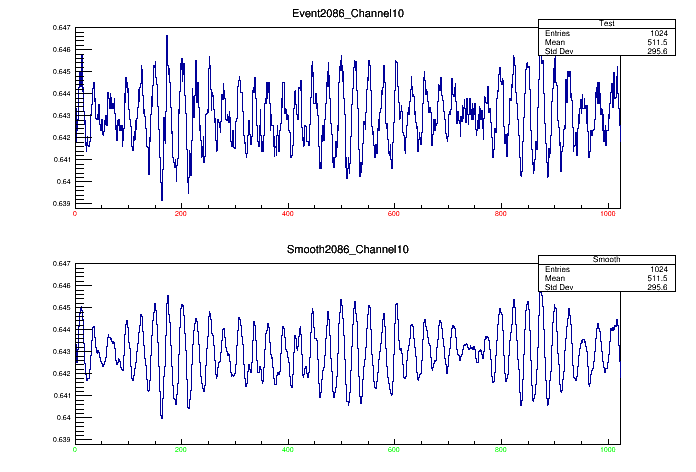 Event2086_Channel10
Test
Entries 1024
Mean 511.5
Std Dev 295.6
0.647
0.646
0.645
0.644
0.643
0.642
0.641
0.64
0.639
0 200 400 600 800 1000
Smooth2086_Channel10
Smooth
Entries 1024
Mean 511.5
Std Dev 295.6
0.647
0.646
0.645
0.644
0.643
0.642
0.641
0.64
0.639
0 200 400 600 800 1000